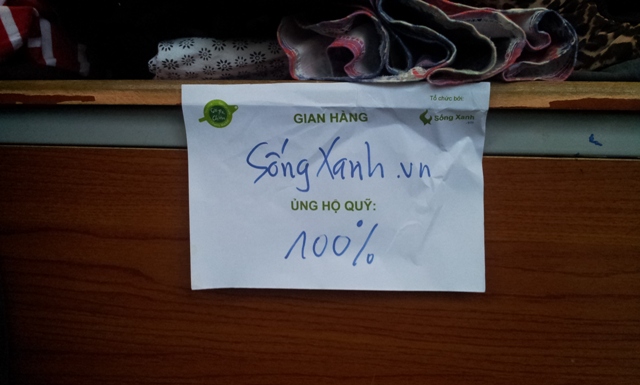 Tổ chức bởi:
GIAN HÀNG
Sống Xanh
Sống Xanh.vn
ỦNG HỘ QUỸ:
100%